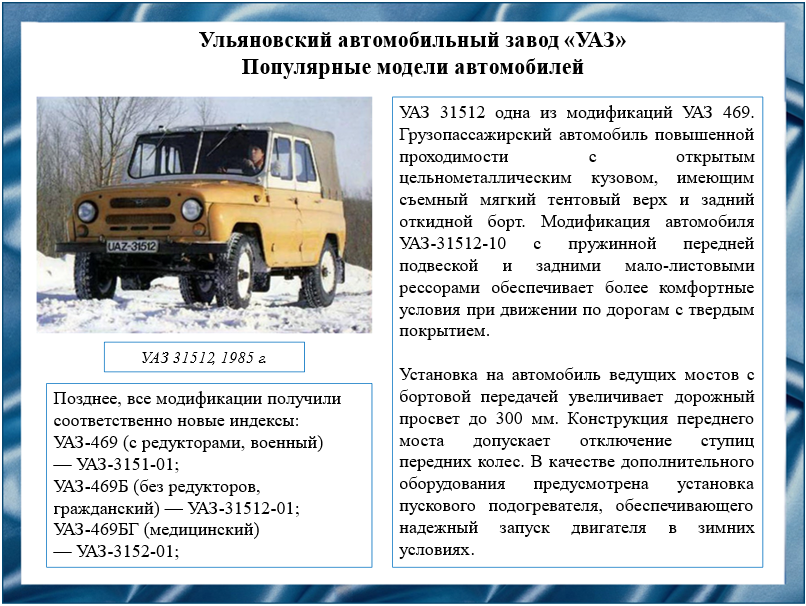 Ульяновский автомобильный завод «УАЗ»
Популярные модели автомобилей
UAZ-31512
УАЗ 31512, 1985 г.
Позднее, все модификации получили
соответственно новые индексы:
УАЗ-469 (с редукторами, военный)
— УАЗ-3151-01;
УАЗ-469Б (без редукторов,
гражданский) — УАЗ-31512-01;
УАЗ-469БГ (медицинский)
— УАЗ-3152-01;
УАЗ 31512 одна из модификаций УАЗ 469.
Грузопассажирский автомобиль повышенной
проходимости с открытым
цельнометаллическим кузовом, имеющим
съемный мягкий тентовый верх и задний
откидной борт. Модификация автомобиля
УАЗ-31512-10 с пружинной передней
подвеской и задними мало-листовыми
рессорами обеспечивает более комфортные
условия при движении по дорогам с твердым
покрытием.
Установка на автомобиль ведущих мостов с
бортовой передачей увеличивает дорожный
просвет до 300 мм. Конструкция переднего
моста допускает отключение ступиц
передних колес. В качестве дополнительного
оборудования предусмотрена установка
пускового подогревателя, обеспечивающего
надежный запуск двигателя в зимних
условиях.